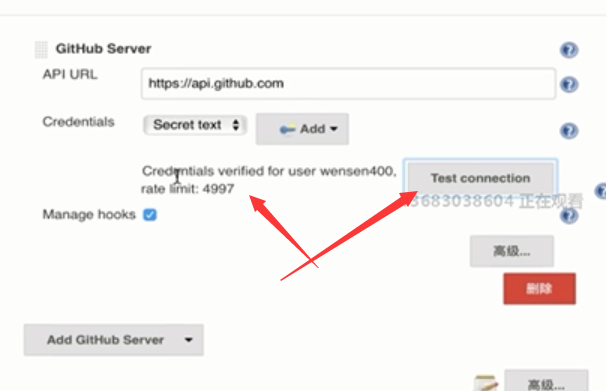 GitHub Server
API URL
https://api.github.com
Credentials
Secret text
Add
Credentials verified for user wensen400,
rate limit: 4997
Test connection
3683038604 正在观看
Manage hooks
高级...
删除
Add GitHub Server
高级...